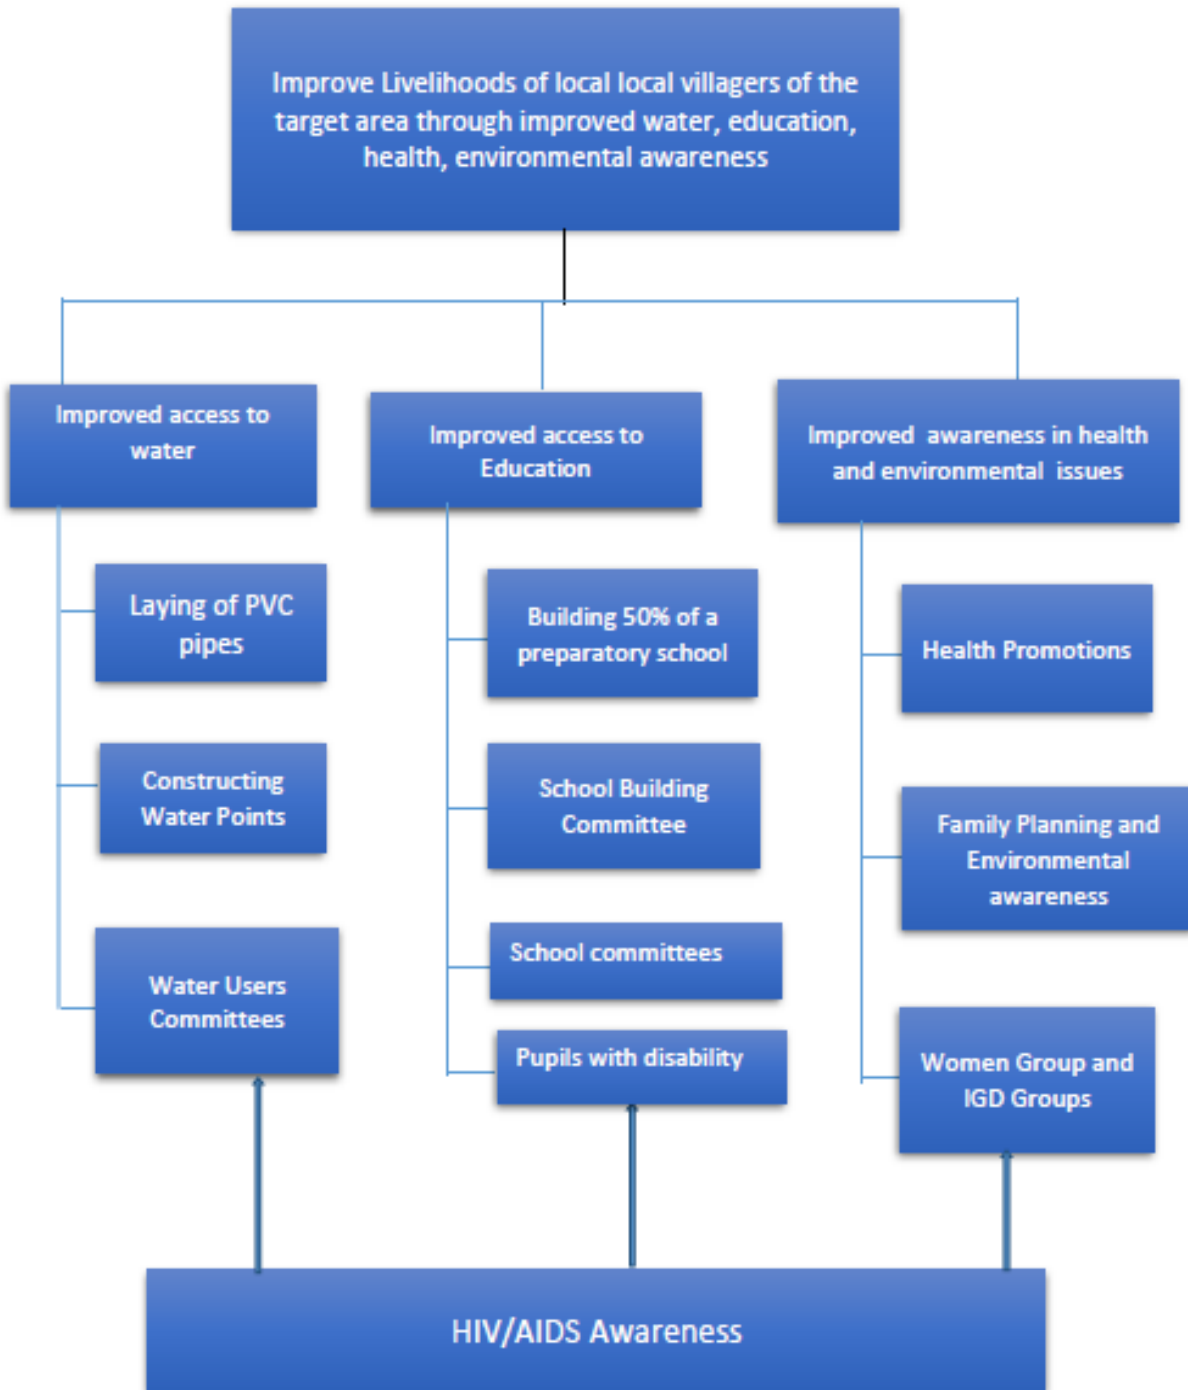 Improve Livelihoods of local local villagers of the
target area through improved water, education,
health, environmental awareness
Improved access to
water
Improved access to
Education
Improved awareness in health
and environmental issues
Laying of PVC
pipes
Building 50% of a
preparatory school
Health Promotions
Constructing
Water Points
School Building
Committee
Family Planning and
Environmental
awareness
Water Users
Committees
School committees
Pupils with disability
Women Group and
IGD Groups
HIV/AIDS Awareness